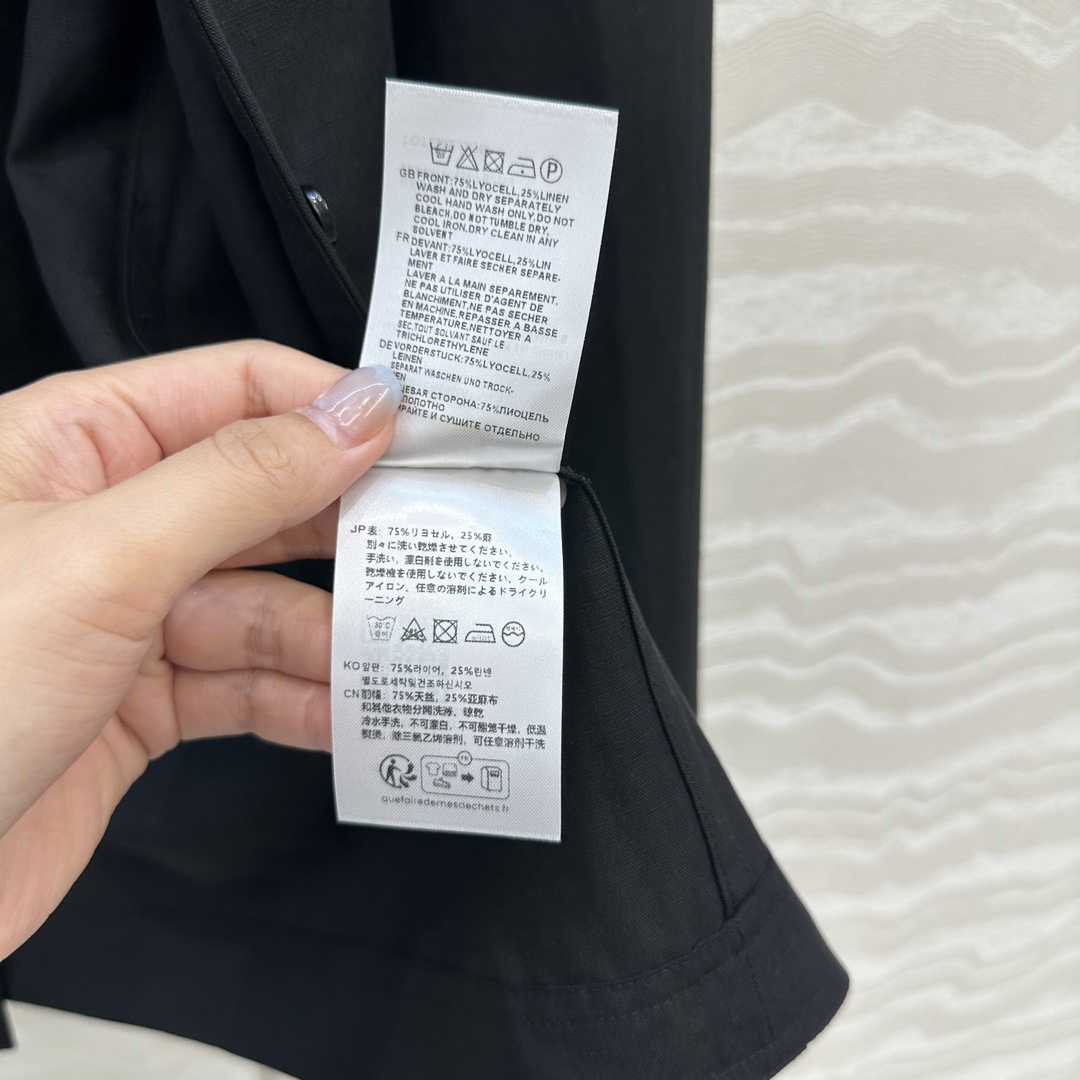 P
GB FRONT:75%LYOCELL,25%LINEN
WASH AND DRY SEPARATELY
COOL HAND WASH ONLY,DO NOT
BLEACH,DO NOT TUMBLE DRY,
COOL IRON,DRY CLEAN IN ANY
SOLVENT
FR DEVANT:75%LYOCELL,25%LIN
LAVER ET FAIRE SECHER SEPARE-
MENT
LAVER A LA MAIN SEPAREMENT,
NE PAS UTILISER D'AGENT DE
BLANCHIMENT,NE PAS SECHER
EN MACHINE,REPASSER A BASSE
TEMPERATURE,NETTOYER A
SEC,TOUT SOLVANT SAUF LE
TRICHLORETHYLENE
DE VORDERSTUCK:75%LYOCELL,25%
LEINEN
SEPARAT WASCHEN UND TROCK-
СТОРОНА:75%ЛИОЦЕЛЬ
И СУШИТЕ ОТДЕЛЬНО
JP 表: 75%リヨセル, 25%麻
別々に洗い乾燥させてください、
手洗い, 漂白剤を使用しないでください、
乾燥機を使用しないでください, クール
アイロン、任意の溶剤によるドライクリ
ーニング
30°C
KO 앞판: 75%라이어, 25%린넨
별도로세탁및건조하십시오
CN 75%天丝, 25%亚麻布
和其他衣物分開洗滌、晾乾
冷水手洗, 不可漂白, 不可能笼干燥, 低温
熨烫, 除三氯乙烯溶剂, 可任意溶剂干洗
FR
quefairedemesdechets.fr